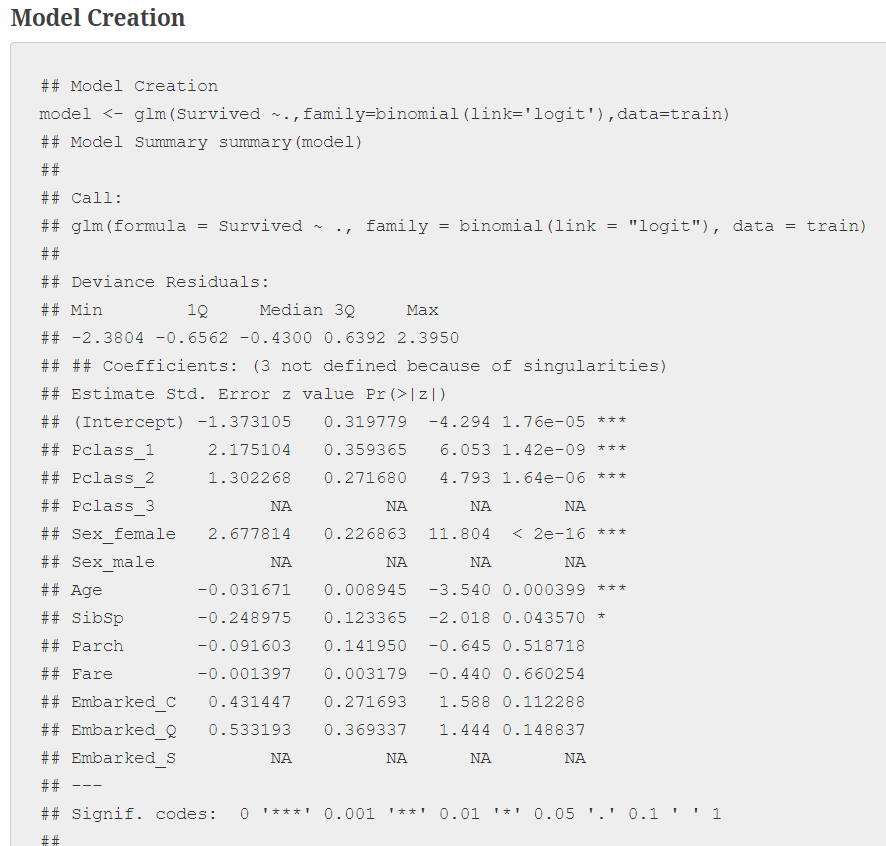 Model Creation
## Model Creation
model <- glm(Survived ~.,family=binomial(link='logit'),data=train)
## Model Summary summary(model)
##
## Call:
## glm(formula = Survived ~ ., family = binomial(link = "logit"), data = train)
##
## Deviance Residuals:
## Min 1Q Median 3Q Max
## -2.3804 -0.6562 -0.4300 0.6392 2.3950
## ## Coefficients: (3 not defined because of singularities)
## Estimate Std. Error z value Pr(>|z|)
## (Intercept) -1.373105 0.319779 -4.294 1.76e-05 ***
## Pclass_1 2.175104 0.359365 6.053 1.42e-09 ***
## Pclass_2 1.302268 0.271680 4.793 1.64e-06 ***
## Pclass_3 NA NA NA NA
## Sex_female 2.677814 0.226863 11.804 < 2e-16 ***
## Sex_male NA NA NA NA
## Age -0.031671 0.008945 -3.540 0.000399 ***
## SibSp -0.248975 0.123365 -2.018 0.043570 *
## Parch -0.091603 0.141950 -0.645 0.518718
## Fare -0.001397 0.003179 -0.440 0.660254
## Embarked_C 0.431447 0.271693 1.588 0.112288
## Embarked_Q 0.533193 0.369337 1.444 0.148837
## Embarked_S NA NA NA NA
## ---
## Signif. codes: 0 '***' 0.001 '**' 0.01 '*' 0.05 '.' 0.1 ' ' 1
##